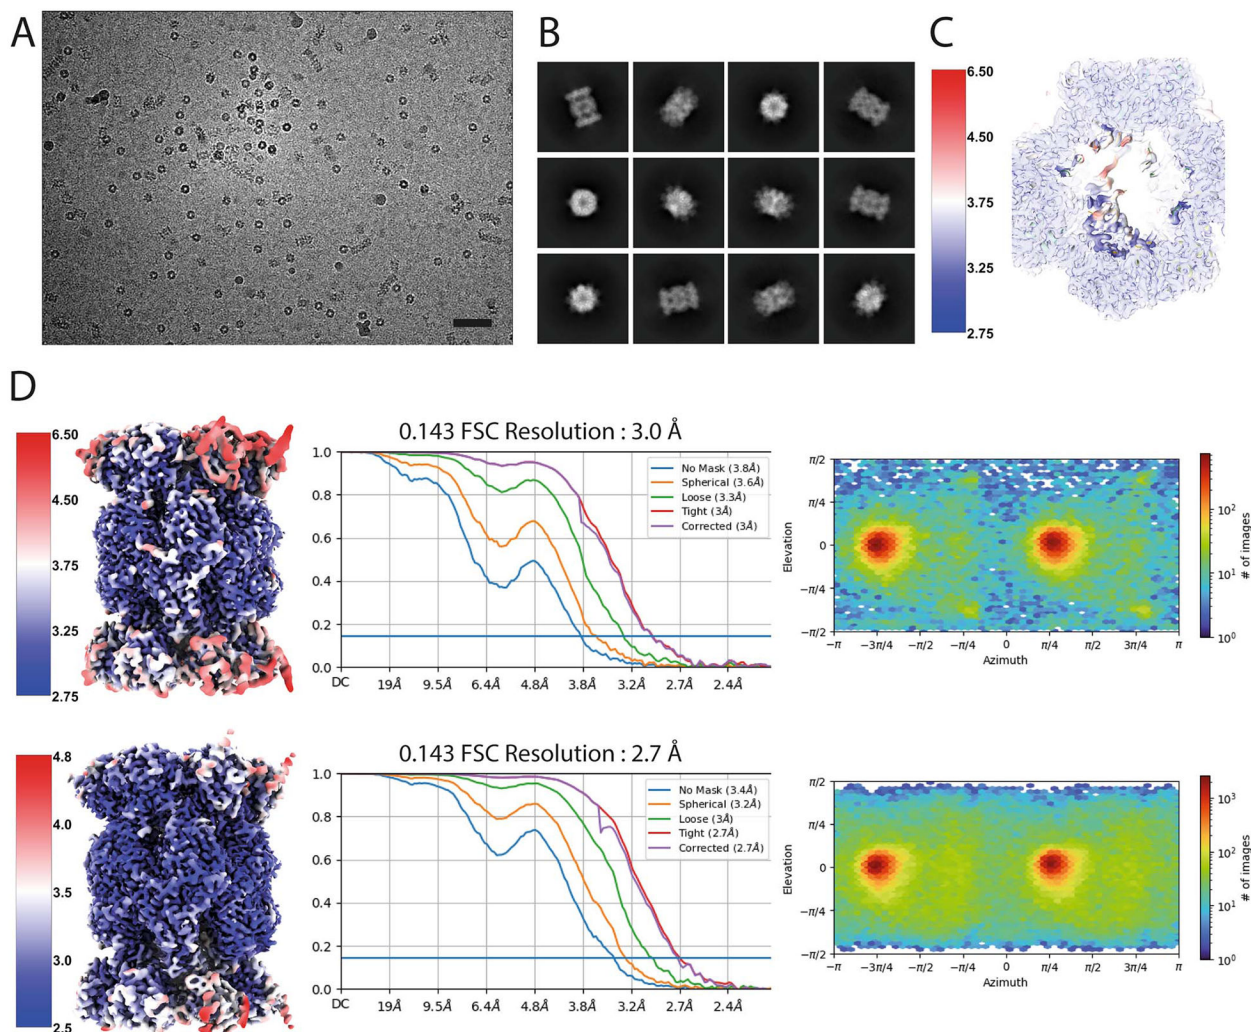 A
B
C
6.50
4.50
3.75
3.25
2.75
D
6.50
4.50
3.75
3.25
2.75
0.143 FSC Resolution : 3.0 Å
1.0
0.8
0.6
0.4
0.2
0.0
No Mask (3.8Å)
Spherical (3.6Å)
Loose (3.3Å)
Tight (3Å)
Corrected (3Å)
DC 19Å 9.5Å 6.4Å 4.8Å 3.8Å 3.2Å 2.7Å 2.4Å
π/2
π/4
0
−π/4
−π/2
Elevation
−π −3π/4 −π/2 −π/4 0 π/4 π/2 3π/4 π
Azimuth
10²
10¹
10⁰
# of images
4.8
4.0
3.5
3.0
2.5
0.143 FSC Resolution : 2.7 Å
1.0
0.8
0.6
0.4
0.2
0.0
No Mask (3.4Å)
Spherical (3.2Å)
Loose (3Å)
Tight (2.7Å)
Corrected (2.7Å)
DC 19Å 9.5Å 6.4Å 4.8Å 3.8Å 3.2Å 2.7Å 2.4Å
π/2
π/4
0
−π/4
−π/2
Elevation
−π −3π/4 −π/2 −π/4 0 π/4 π/2 3π/4 π
Azimuth
10³
10²
10¹
10⁰
# of images